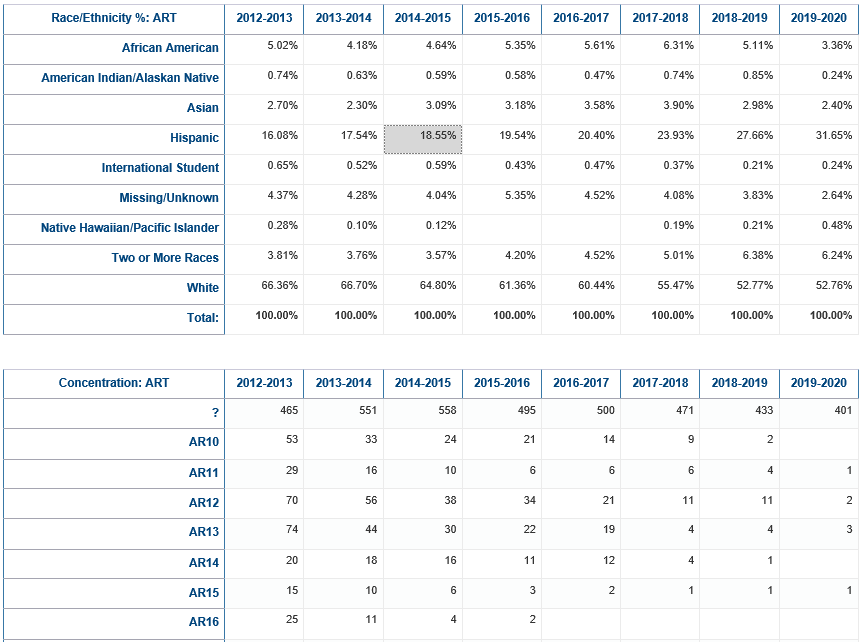 Race/Ethnicity %: ART 2012-2013 2013-2014 2014-2015 2015-2016 2016-2017 2017-2018 2018-2019 2019-2020
African American 5.02% 4.18% 4.64% 5.35% 5.61% 6.31% 5.11% 3.36%
American Indian/Alaskan Native 0.74% 0.63% 0.59% 0.58% 0.47% 0.74% 0.85% 0.24%
Asian 2.70% 2.30% 3.09% 3.18% 3.58% 3.90% 2.98% 2.40%
Hispanic 16.08% 17.54% 18.55% 19.54% 20.40% 23.93% 27.66% 31.65%
International Student 0.65% 0.52% 0.59% 0.43% 0.47% 0.37% 0.21% 0.24%
Missing/Unknown 4.37% 4.28% 4.04% 5.35% 4.52% 4.08% 3.83% 2.64%
Native Hawaiian/Pacific Islander 0.28% 0.10% 0.12% 0.19% 0.21% 0.48%
Two or More Races 3.81% 3.76% 3.57% 4.20% 4.52% 5.01% 6.38% 6.24%
White 66.36% 66.70% 64.80% 61.36% 60.44% 55.47% 52.77% 52.76%
Total: 100.00% 100.00% 100.00% 100.00% 100.00% 100.00% 100.00% 100.00%
Concentration: ART 2012-2013 2013-2014 2014-2015 2015-2016 2016-2017 2017-2018 2018-2019 2019-2020
? 465 551 558 495 500 471 433 401
AR10 53 33 24 21 14 9 2
AR11 29 16 10 6 6 6 4 1
AR12 70 56 38 34 21 11 11 2
AR13 74 44 30 22 19 4 4 3
AR14 20 18 16 11 12 4 1
AR15 15 10 6 3 2 1 1 1
AR16 25 11 4 2